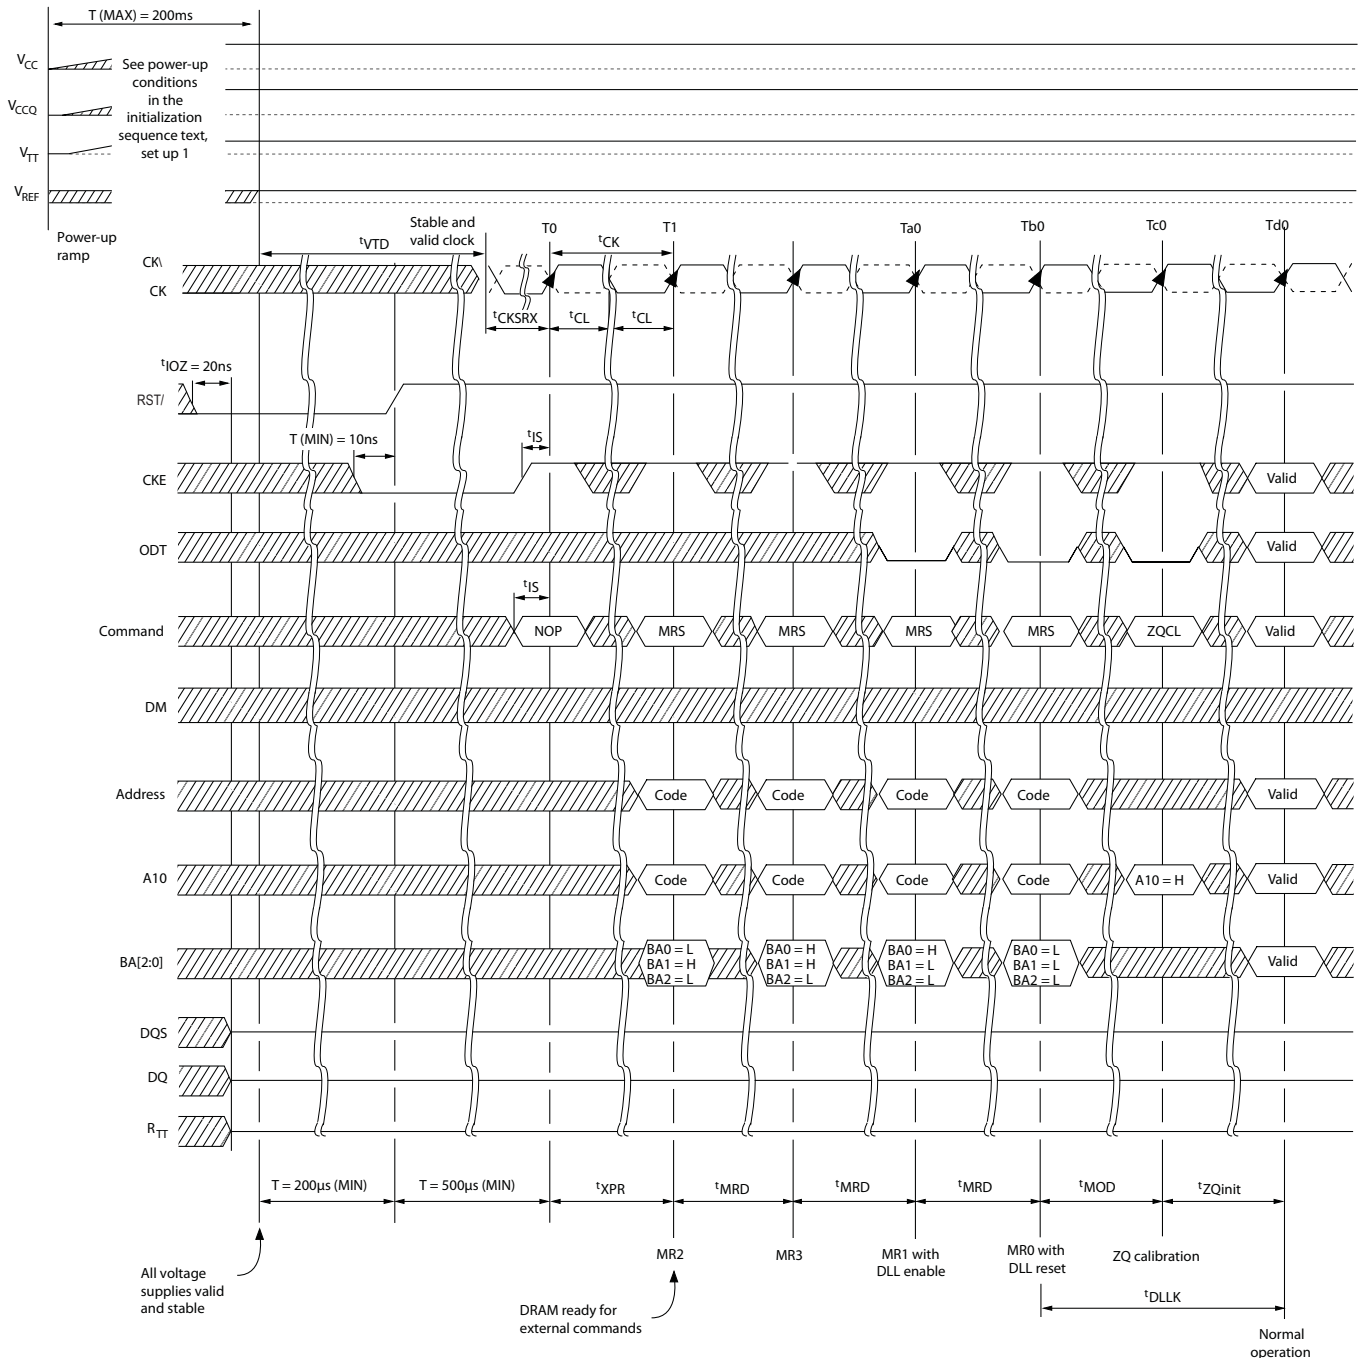 T (MAX) = 200ms
VCC
See power-up
conditions
in the
initialization
sequence text,
set up 1
VCCQ
VTT
VREF
Power-up
ramp
Stable and
valid clock
tVTD
T0
tCK
T1
Ta0
Tb0
Tc0
Td0
CK\
CK
tCKSRX
tCL
tCL
tIOZ = 20ns
RST/
T (MIN) = 10ns
tIS
CKE
Valid
ODT
Valid
tIS
Command
NOP
MRS
MRS
MRS
MRS
ZQCL
Valid
DM
Address
Code
Code
Code
Code
Valid
A10
Code
Code
Code
Code
A10 = H
Valid
BA[2:0]
BA0 = L
BA1 = H
BA2 = L
BA0 = H
BA1 = H
BA2 = L
BA0 = H
BA1 = L
BA2 = L
BA0 = L
BA1 = L
BA2 = L
Valid
DQS
DQ
RTT
T = 200µs (MIN)
T = 500µs (MIN)
tXPR
tMRD
tMRD
tMRD
tMOD
tZQinit
MR2
MR3
MR1 with
DLL enable
MR0 with
DLL reset
ZQ calibration
All voltage
supplies valid
and stable
DRAM ready for
external commands
tDLLK
Normal
operation